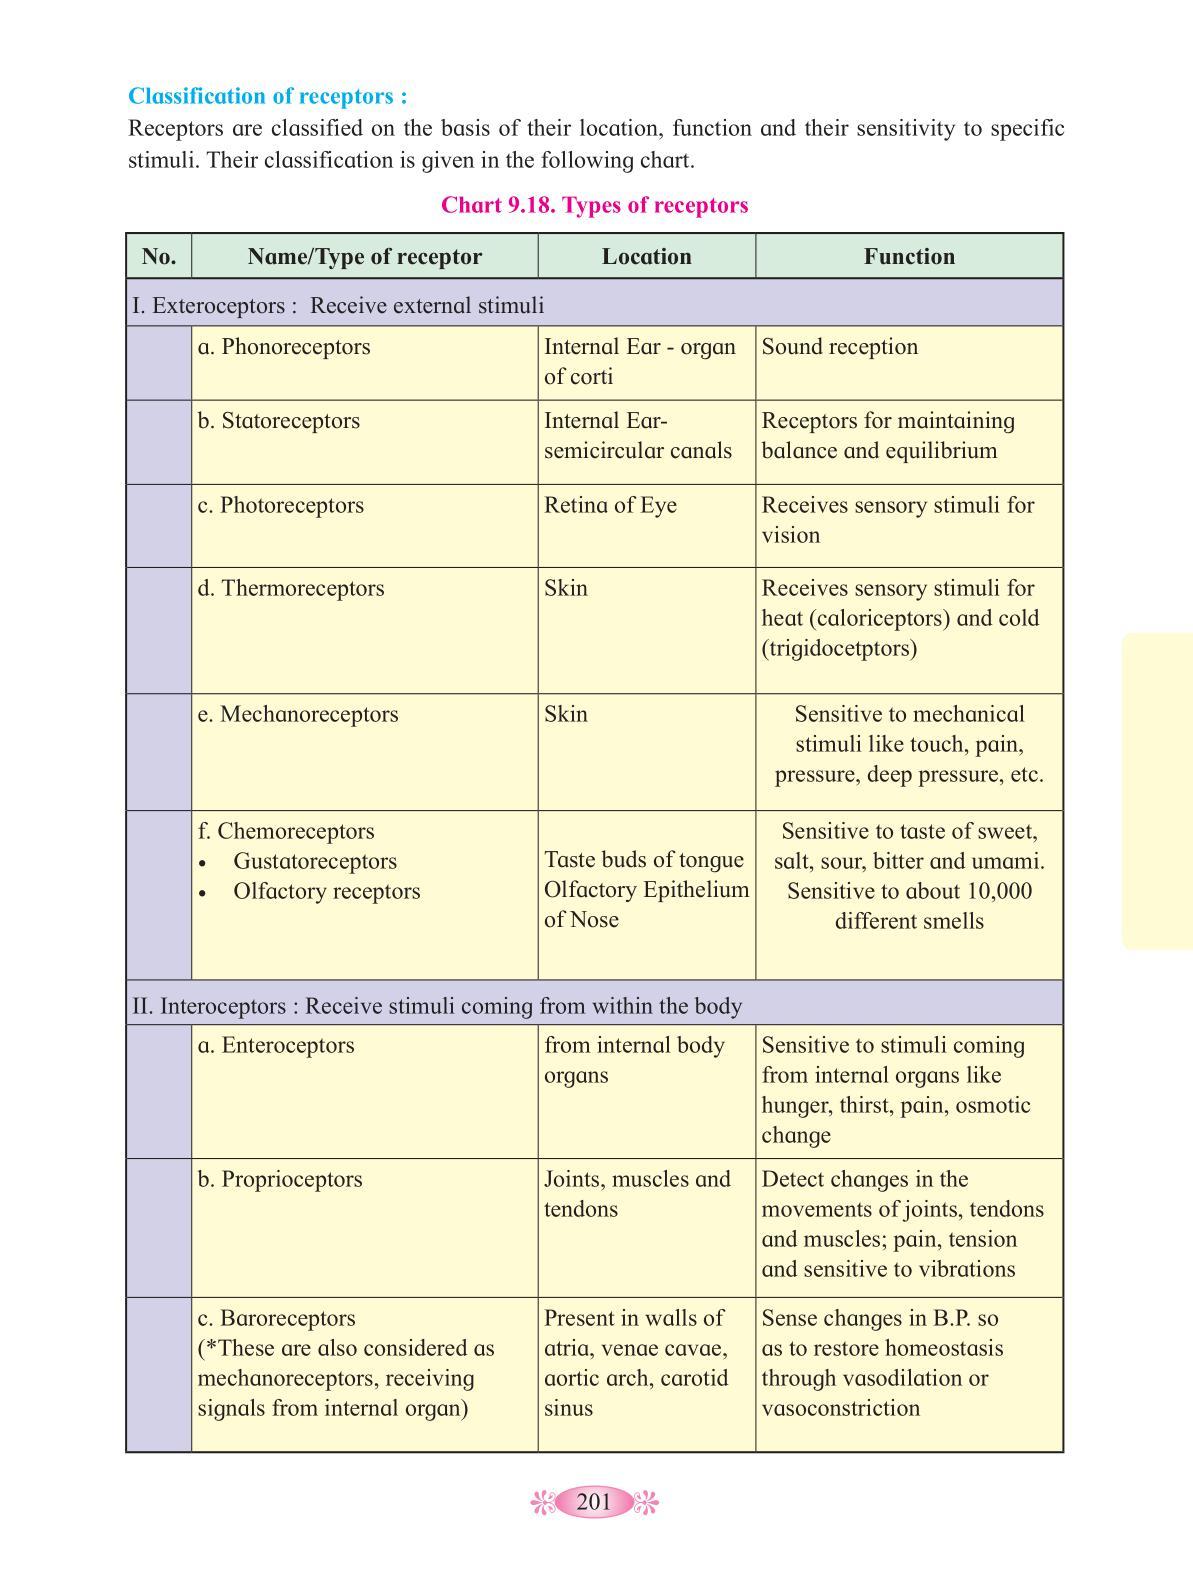 Classification of receptors :
Receptors are classified on the basis of their location, function and their sensitivity to specific
stimuli. Their classification is given in the following chart.
Chart 9.18. Types of receptors
No. Name/Type of receptor Location Function
I. Exteroceptors : Receive external stimuli
a. Phonoreceptors
Internal Ear - organ
of corti
Sound reception
b. Statoreceptors
Internal Ear-
semicircular canals
Receptors for maintaining
balance and equilibrium
c. Photoreceptors
Retina of Eye
Receives sensory stimuli for
vision
d. Thermoreceptors
Skin
Receives sensory stimuli for
heat (caloriceptors) and cold
(trigidocetptors)
e. Mechanoreceptors
Skin
Sensitive to mechanical
stimuli like touch, pain,
pressure, deep pressure, etc.
f. Chemoreceptors
• Gustatoreceptors
• Olfactory receptors
Taste buds of tongue
Olfactory Epithelium
of Nose
Sensitive to taste of sweet,
salt, sour, bitter and umami.
Sensitive to about 10,000
different smells
II. Interoceptors : Receive stimuli coming from within the body
a. Enteroceptors
from internal body
organs
Sensitive to stimuli coming
from internal organs like
hunger, thirst, pain, osmotic
change
b. Proprioceptors
Joints, muscles and
tendons
Detect changes in the
movements of joints, tendons
and muscles; pain, tension
and sensitive to vibrations
c. Baroreceptors
(*These are also considered as
mechanoreceptors, receiving
signals from internal organ)
Present in walls of
atria, venae cavae,
aortic arch, carotid
sinus
Sense changes in B.P. so
as to restore homeostasis
through vasodilation or
vasoconstriction
201